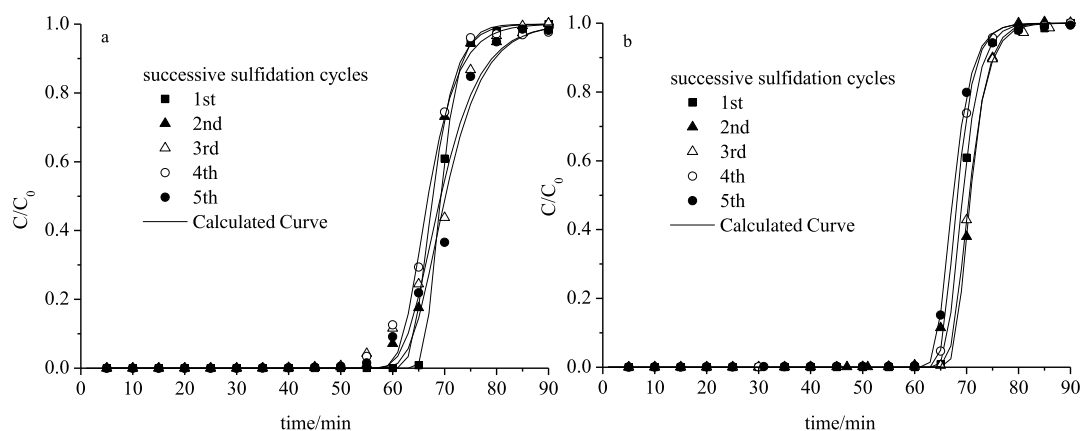 a
successive sulfidation cycles
1st
2nd
3rd
4th
5th
Calculated Curve
C/C0
1.0
0.8
0.6
0.4
0.2
0.0
0 10 20 30 40 50 60 70 80 90
time/min
b
successive sulfidation cycles
1st
2nd
3rd
4th
5th
Calculated Curve
C/C0
1.0
0.8
0.6
0.4
0.2
0.0
0 10 20 30 40 50 60 70 80 90
time/min